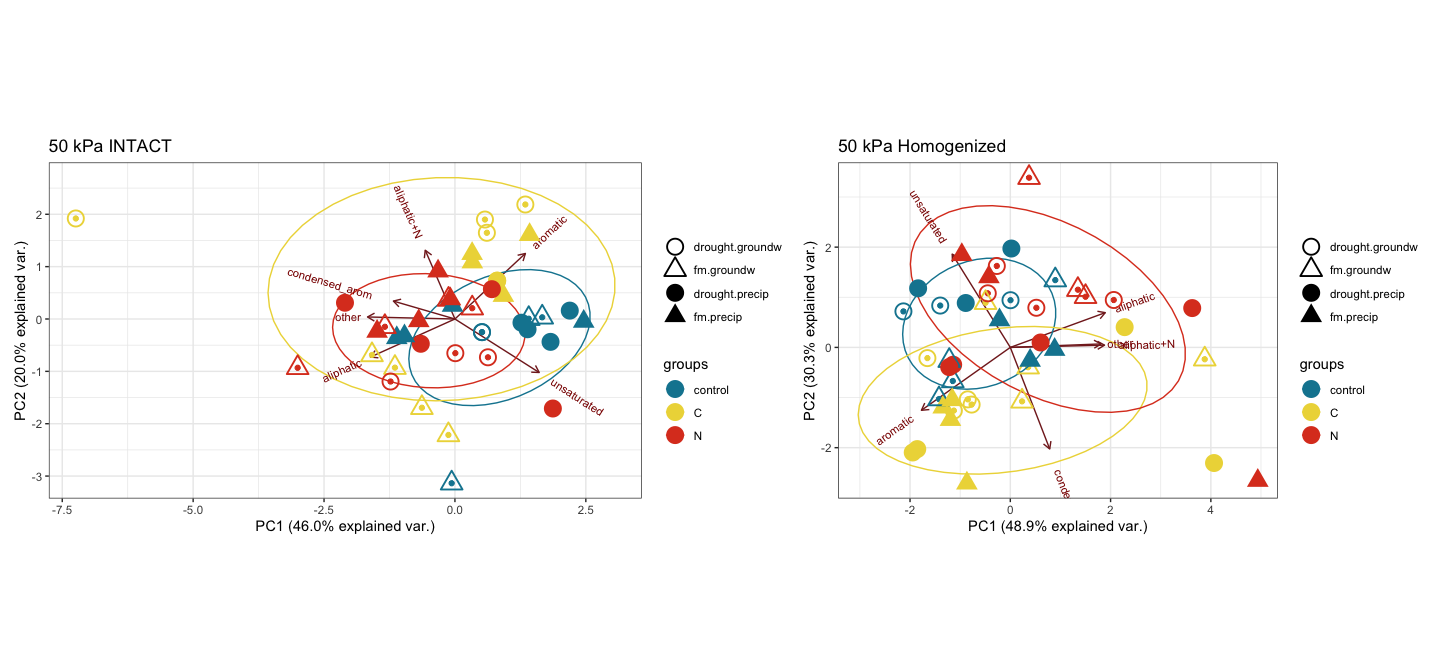 50 kPa INTACT
PC2 (20.0% explained var.)
2
1
0
-1
-2
-3
-7.5
-5.0
-2.5
0.0
2.5
PC1 (46.0% explained var.)
aliphatic+N
aromatic
condensed_arom
other
aliphatic
unsaturated
drought.groundw
fm.groundw
drought.precip
fm.precip
groups
control
C
N
50 kPa Homogenized
PC2 (30.3% explained var.)
2
0
-2
-2
0
2
4
PC1 (48.9% explained var.)
unsaturated
aliphatic
other
aliphatic+N
aromatic
conde
drought.groundw
fm.groundw
drought.precip
fm.precip
groups
control
C
N